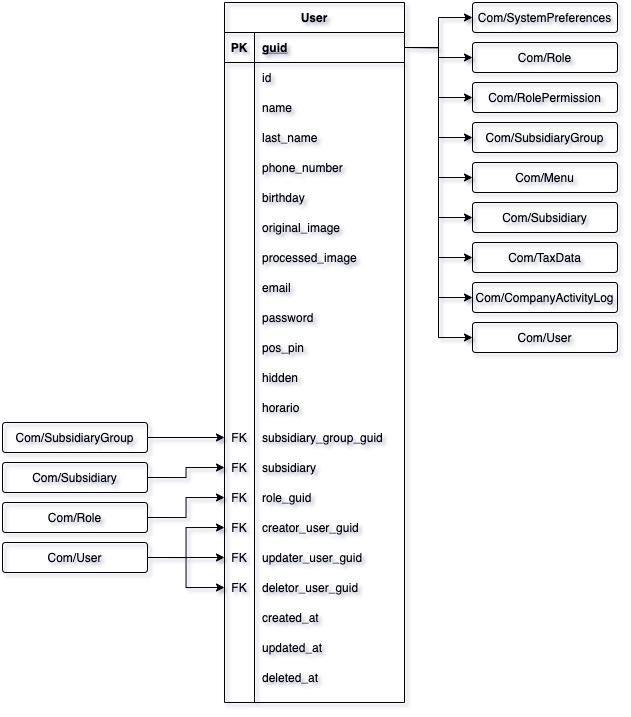 User
PK guid
id
name
last_name
phone_number
birthday
original_image
processed_image
email
password
pos_pin
hidden
horario
FK subsidiary_group_guid
FK subsidiary
FK role_guid
FK creator_user_guid
FK updater_user_guid
FK deletor_user_guid
created_at
updated_at
deleted_at
Com/SubsidiaryGroup
Com/Subsidiary
Com/Role
Com/User
Com/SystemPreferences
Com/Role
Com/RolePermission
Com/SubsidiaryGroup
Com/Menu
Com/Subsidiary
Com/TaxData
Com/CompanyActivityLog
Com/User